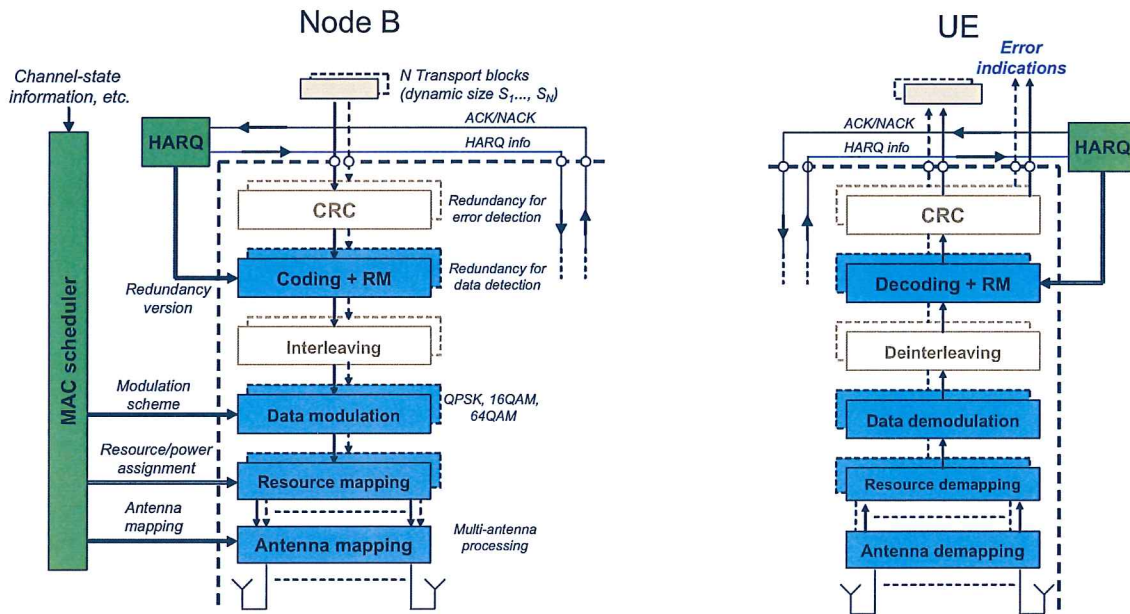 Node B
UE
Channel-state
information, etc.
N Transport blocks
(dynamic size S1..., SN)
Error
indications
HARQ
ACK/NACK
HARQ info
ACK/NACK
HARQ info
HARQ
CRC
Redundancy for
error detection
CRC
Coding + RM
Redundancy for
data detection
Decoding + RM
Redundancy
version
MAC scheduler
Interleaving
Deinterleaving
Modulation
scheme
Data modulation
QPSK, 16QAM,
64QAM
Data demodulation
Resource/power
assignment
Resource mapping
Resource demapping
Antenna
mapping
Antenna mapping
Multi-antenna
processing
Antenna demapping